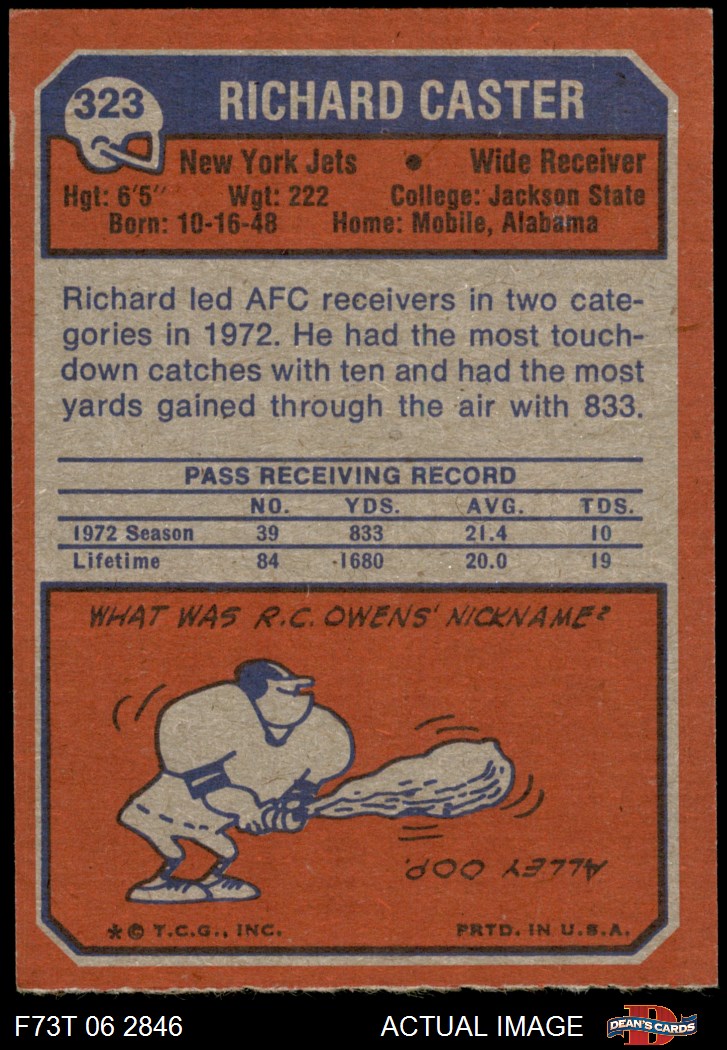 323
RICHARD CASTER
New York Jets • Wide Receiver
Hgt: 6'5" Wgt: 222 College: Jackson State
Born: 10-16-48 Home: Mobile, Alabama
Richard led AFC receivers in two cate-
gories in 1972. He had the most touch-
down catches with ten and had the most
yards gained through the air with 833.
PASS RECEIVING RECORD
NO. YDS. AVG. TDS.
1972 Season 39 833 21.4 10
Lifetime 84 1680 20.0 19
WHAT WAS R.C. OWENS' NICKNAME?
ALLEY OOP.
*© T.C.G., INC. PRTD. IN U.S.A.
F73T 06 2846 ACTUAL IMAGE D DEAN'S CARDS